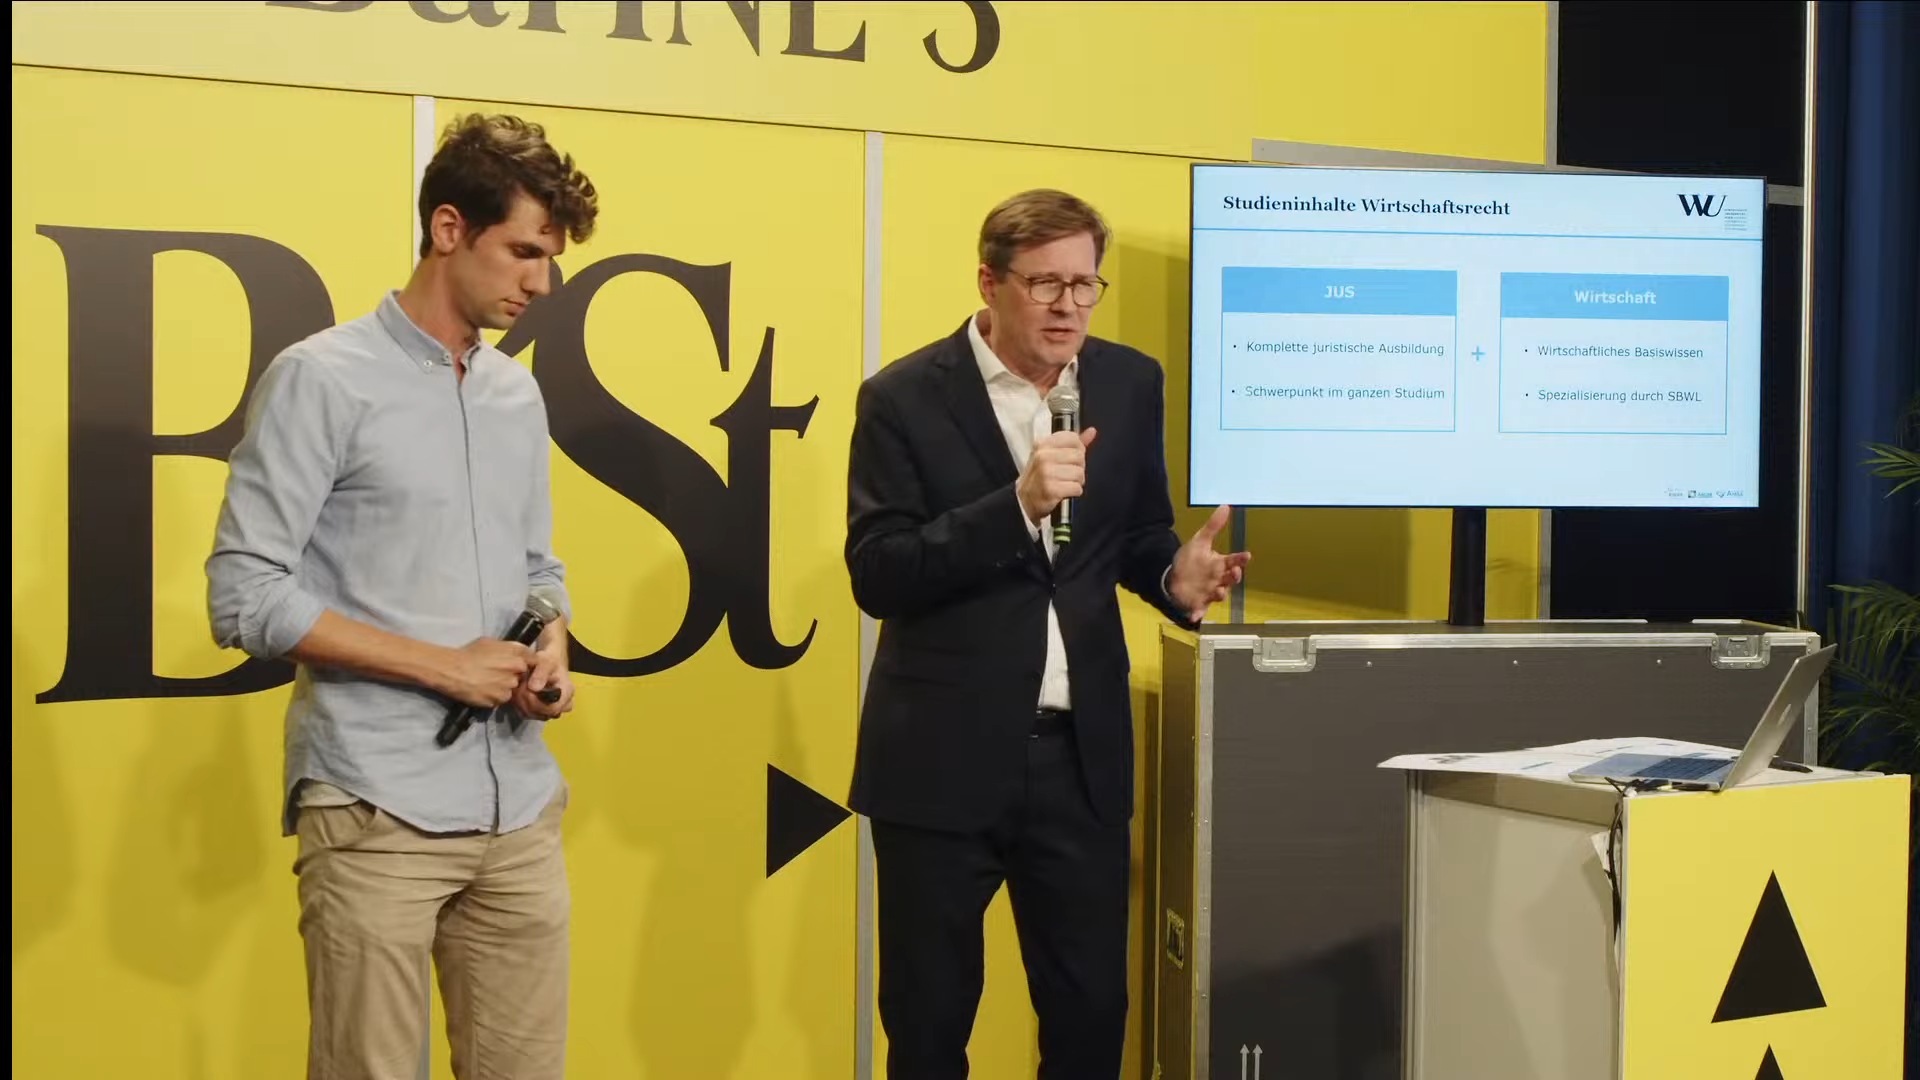 BüHNE 3
BeSt
Studieninhalte Wirtschaftsrecht
WU
JUS
• Komplette juristische Ausbildung
• Schwerpunkt im ganzen Studium
+
Wirtschaft
• Wirtschaftliches Basiswissen
• Spezialisierung durch SBWL